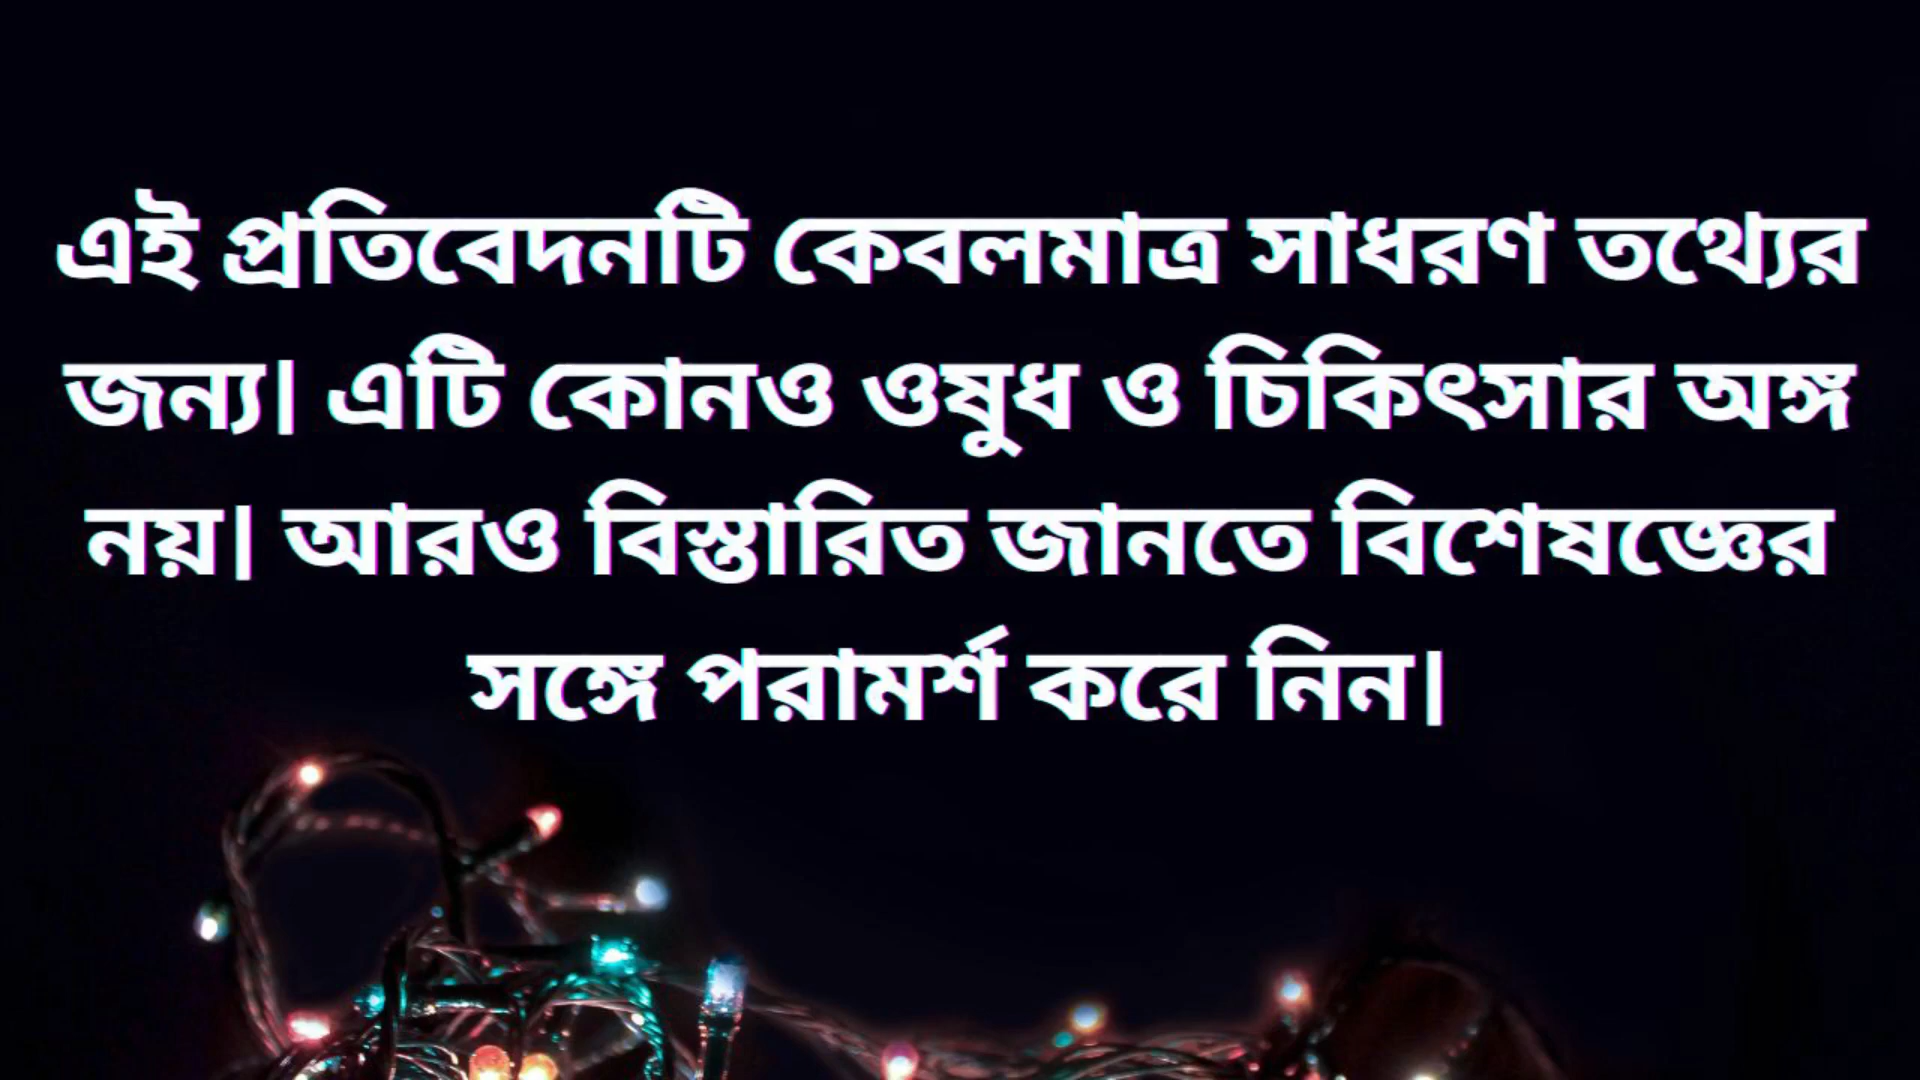 এই প্রতিবেদনটি কেবলমাত্র সাধরণ তথ্যের
জন্য। এটি কোনও ওষুধ ও চিকিৎসার অঙ্গ
নয়। আরও বিস্তারিত জানতে বিশেষজ্ঞের
সঙ্গে পরামর্শ করে নিন।